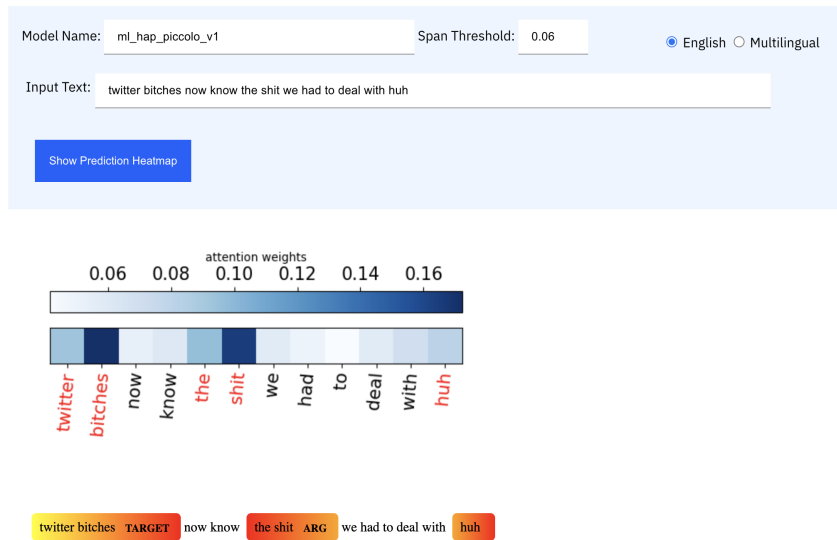 Model Name: ml_hap_piccolo_v1 Span Threshold: 0.06 English Multilingual
Input Text: twitter bitches now know the shit we had to deal with huh
Show Prediction Heatmap
attention weights
0.06 0.08 0.10 0.12 0.14 0.16
twitter bitches now know the shit we had to deal with huh
twitter bitches TARGET now know the shit ARG we had to deal with huh